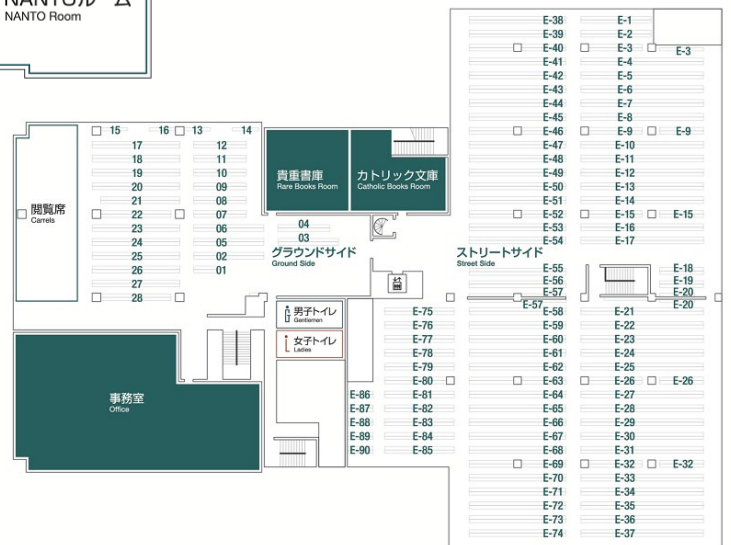 NANTOルーム
NANTO Room
E-38 E-1
E-39 E-2
E-40 E-3 E-3
E-41 E-4
E-42 E-5
E-43 E-6
E-44 E-7
E-45 E-8
E-46 E-9 E-9
E-47 E-10
E-48 E-11
E-49 E-12
E-50 E-13
E-51 E-14
E-52 E-15 E-15
E-53 E-16
E-54 E-17
15 16 13 14
17 12
18 11
19 10
20 09
21 08
22 07
23 06
24 05
25 02
26 01
27
28
閲覧席
Carrels
貴重書庫
Rare Books Room
カトリック文庫
Catholic Books Room
04
03
グラウンドサイド
Ground Side
ストリートサイド
Street Side
E-55 E-18
E-56 E-19
E-57 E-20
E-57 E-20
男子トイレ
Gentlemen
女子トイレ
Ladies
事務室
Office
E-75
E-76
E-77
E-78
E-79
E-80
E-86 E-81
E-87 E-82
E-88 E-83
E-89 E-84
E-90 E-85
E-58 E-21
E-59 E-22
E-60 E-23
E-61 E-24
E-62 E-25
E-63 E-26 E-26
E-64 E-27
E-65 E-28
E-66 E-29
E-67 E-30
E-68 E-31
E-69 E-32 E-32
E-70 E-33
E-71 E-34
E-72 E-35
E-73 E-36
E-74 E-37